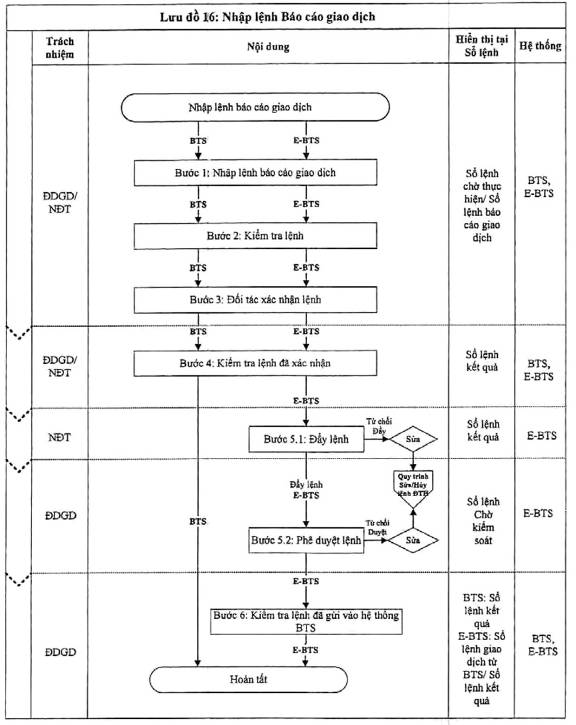 Lưu đồ 16: Nhập lệnh Báo cáo giao dịch
Trách
nhiệm
Nội dung
Hiển thị tại
Sổ lệnh
Hệ thống
Nhập lệnh báo cáo giao dịch
BTS
E-BTS
Bước 1: Nhập lệnh báo cáo giao dịch
BTS
E-BTS
Bước 2: Kiểm tra lệnh
BTS
E-BTS
Bước 3: Đối tác xác nhận lệnh
ĐDGD/
NĐT
Sổ lệnh
chờ thực
hiện/ Sổ
lệnh báo
cáo giao
dịch
BTS,
E-BTS
BTS
E-BTS
ĐDGD/
NĐT
Bước 4: Kiểm tra lệnh đã xác nhận
Sổ lệnh
kết quả
BTS,
E-BTS
E-BTS
NĐT
Bước 5.1: Đẩy lệnh
Từ chối
Đẩy
Sửa
Sổ lệnh
kết quả
E-BTS
Đẩy lệnh
E-BTS
Quy trình
Sửa/Hủy
lệnh ĐTH
ĐDGD
BTS
Bước 5.2: Phê duyệt lệnh
Từ chối
Duyệt
Sửa
Sổ lệnh
Chờ
kiểm
soát
E-BTS
E-BTS
Bước 6: Kiểm tra lệnh đã gửi vào hệ thống
BTS
E-BTS
Hoàn tất
ĐDGD
BTS: Sổ
lệnh kết
quả
E-BTS: Sổ
lệnh giao
dịch từ
BTS/ Sổ
lệnh kết
quả
BTS,
E-BTS